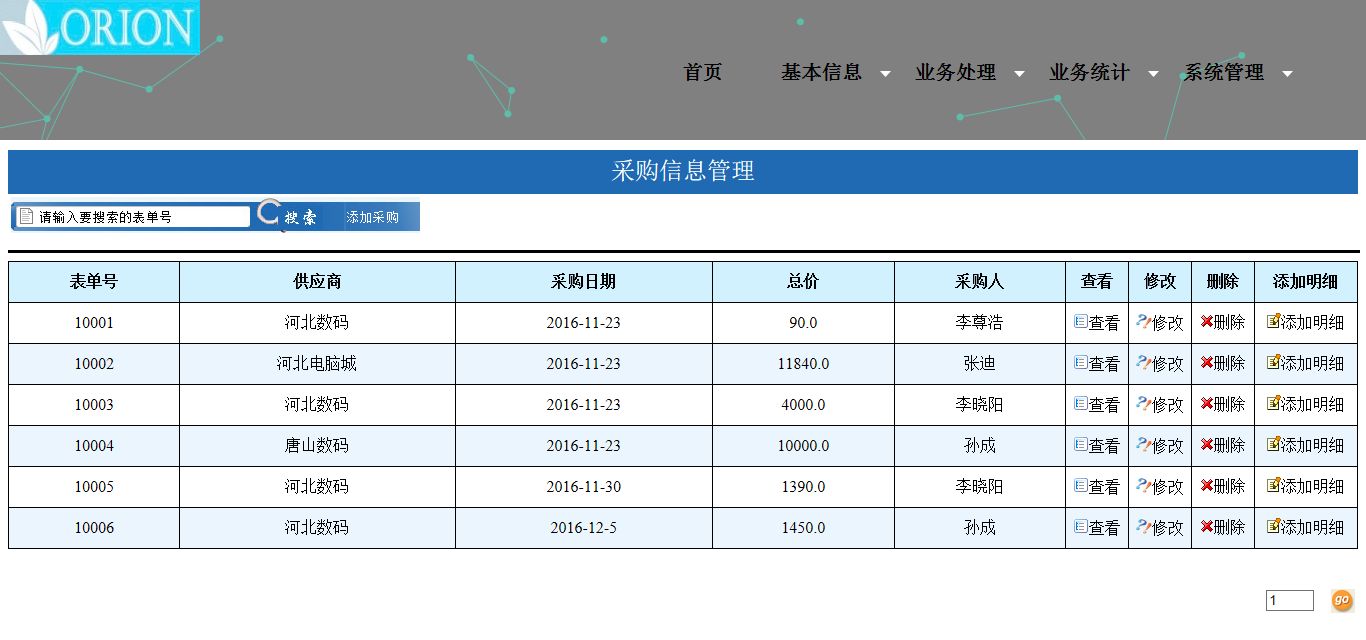 ORION
首页 基本信息 业务处理 业务统计 系统管理
采购信息管理
请输入要搜索的表单号 搜索 添加采购
表单号 供应商 采购日期 总价 采购人 查看 修改 删除 添加明细
10001 河北数码 2016-11-23 90.0 李尊浩 查看 修改 删除 添加明细
10002 河北电脑城 2016-11-23 11840.0 张迪 查看 修改 删除 添加明细
10003 河北数码 2016-11-23 4000.0 李晓阳 查看 修改 删除 添加明细
10004 唐山数码 2016-11-23 10000.0 孙成 查看 修改 删除 添加明细
10005 河北数码 2016-11-30 1390.0 李晓阳 查看 修改 删除 添加明细
10006 河北数码 2016-12-5 1450.0 孙成 查看 修改 删除 添加明细
1 go